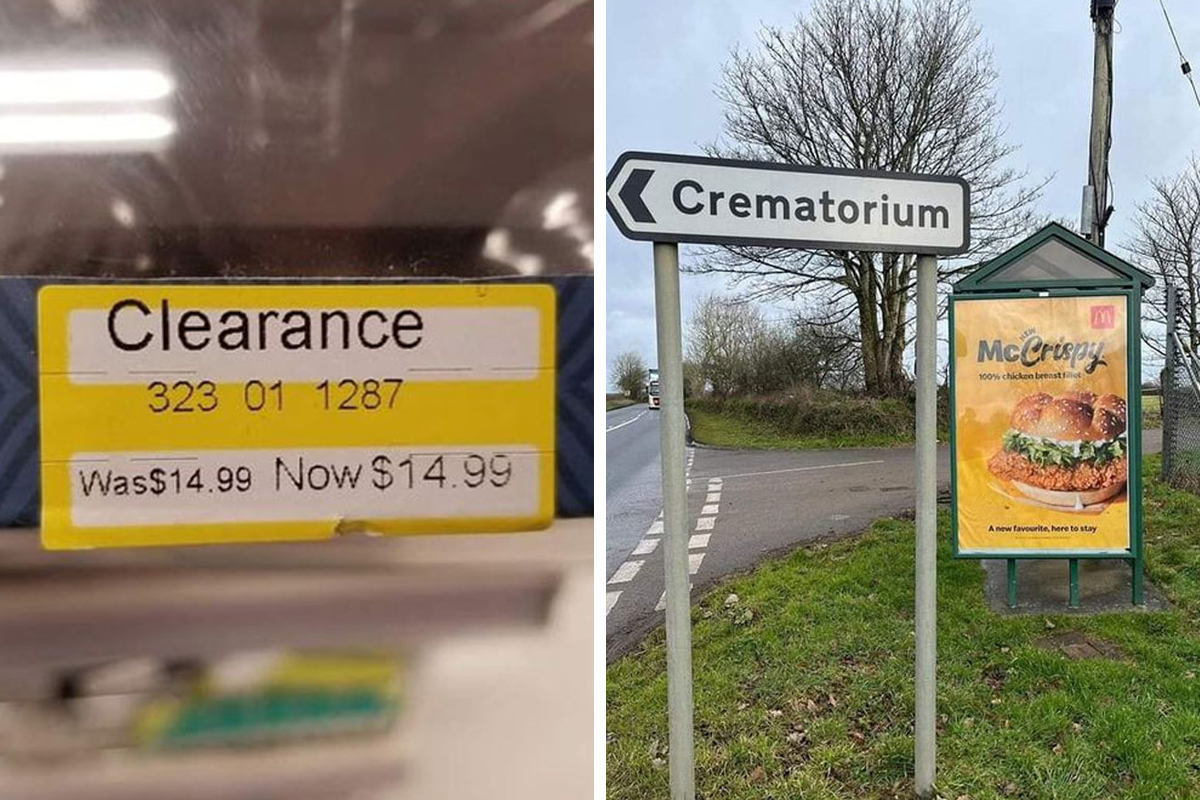 Clearance
323 01 1287
Was$14.99 Now $14.99
Crematorium
NEW
McCrispy
100% chicken breast fillet
A new favourite, here to stay